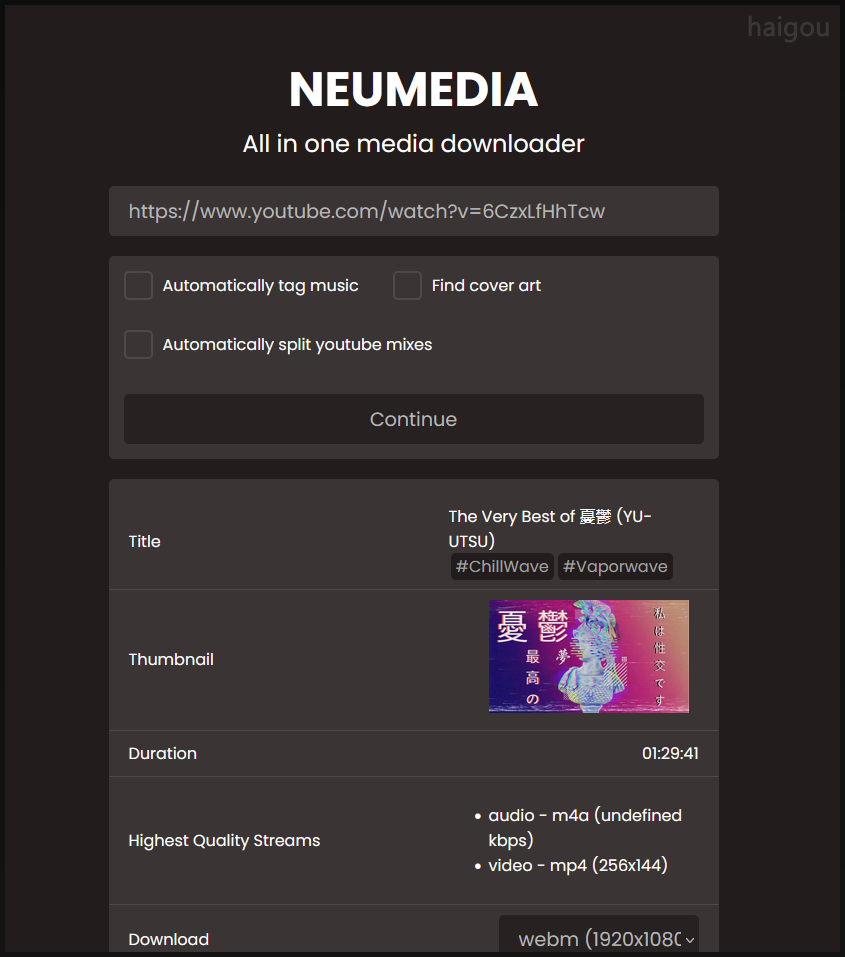 haigou
NEUMEDIA
All in one media downloader
https://www.youtube.com/watch?v=6CzxLfHhTcw
Automatically tag music
Find cover art
Automatically split youtube mixes
Continue
Title
The Very Best of 憂鬱 (YU-
UTSU)
#ChillWave #Vaporwave
Thumbnail
憂鬱
夢
最高の
私は性交です
Duration
01:29:41
Highest Quality Streams
audio - m4a (undefined
kbps)
video - mp4 (256x144)
Download
webm (1920x1080